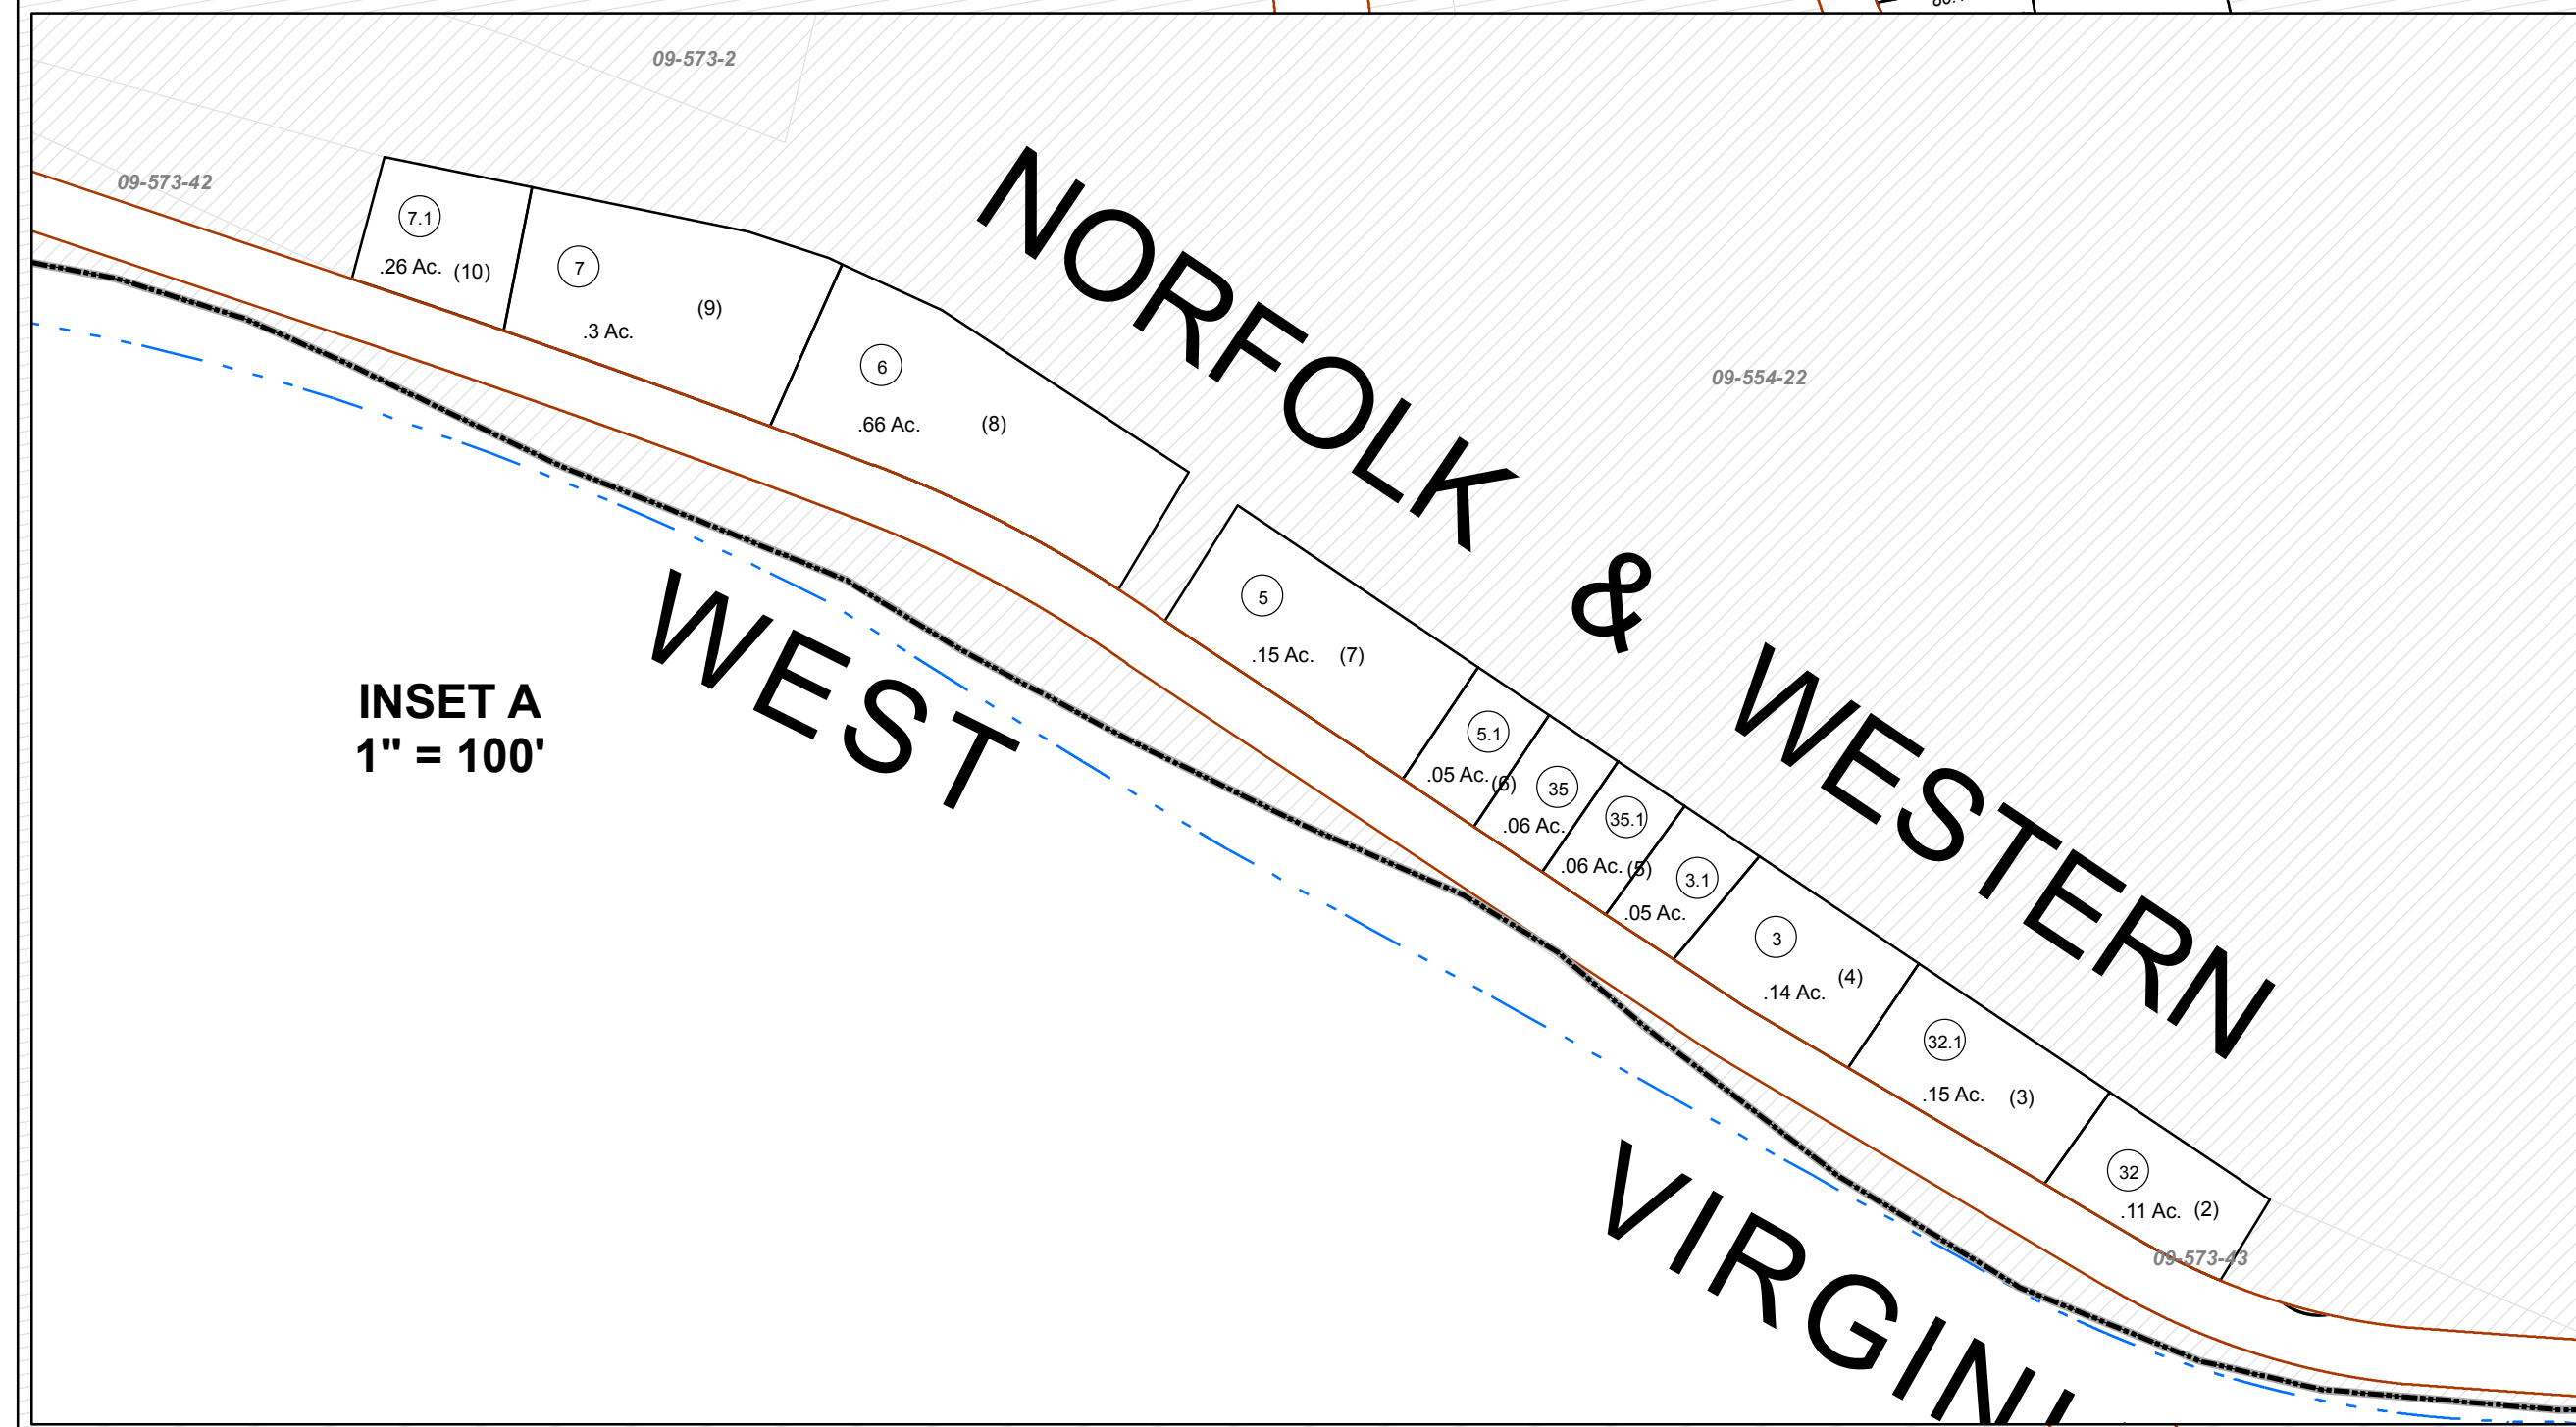 09-573-2
09-573-42
7.1
.26 Ac. (10)
7
(9)
.3 Ac.
6
.66 Ac. (8)
NORFOLK & WESTERN
09-554-22
5
.15 Ac. (7)
5.1
.05 Ac. (6)
35
.06 Ac.
35.1
.06 Ac. (5)
3.1
.05 Ac.
3
(4)
.14 Ac.
32.1
.15 Ac. (3)
32
.11 Ac. (2)
09-573-43
INSET A
1" = 100'
WEST
VIRGINI